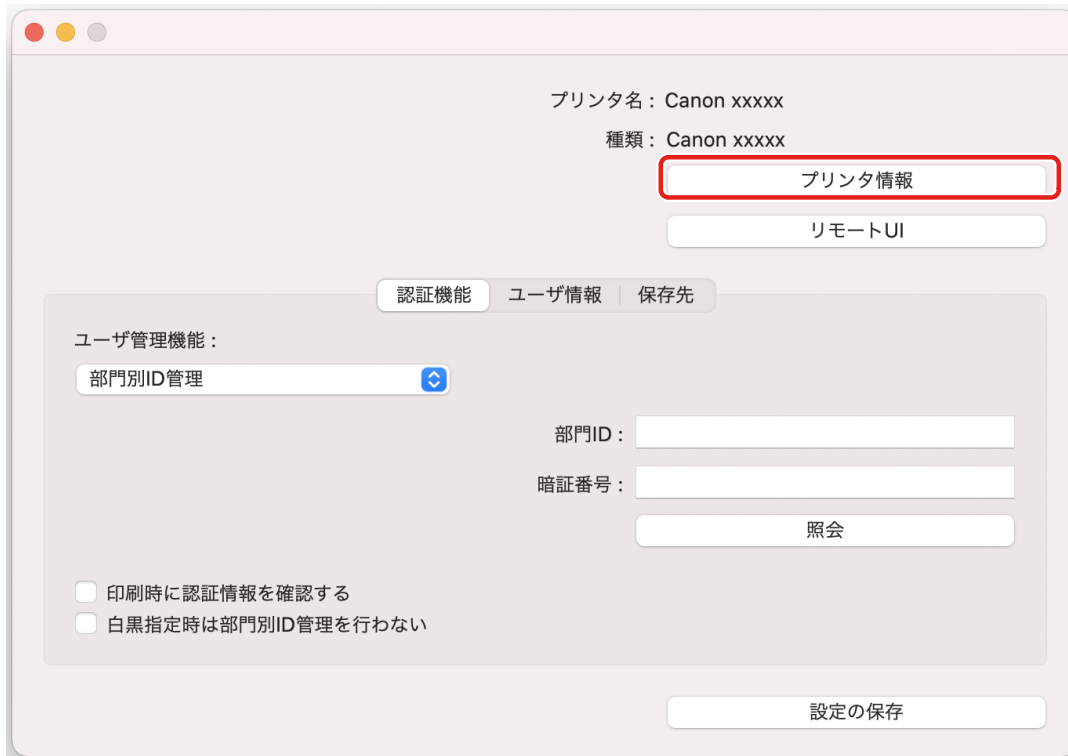 プリンタ名： Canon xxxxx
種類： Canon xxxxx
プリンタ情報
リモートUI
認証機能 ユーザ情報 保存先
ユーザ管理機能：
部門別ID管理
部門ID：
暗証番号：
照会
印刷時に認証情報を確認する
白黒指定時は部門別ID管理を行わない
設定の保存